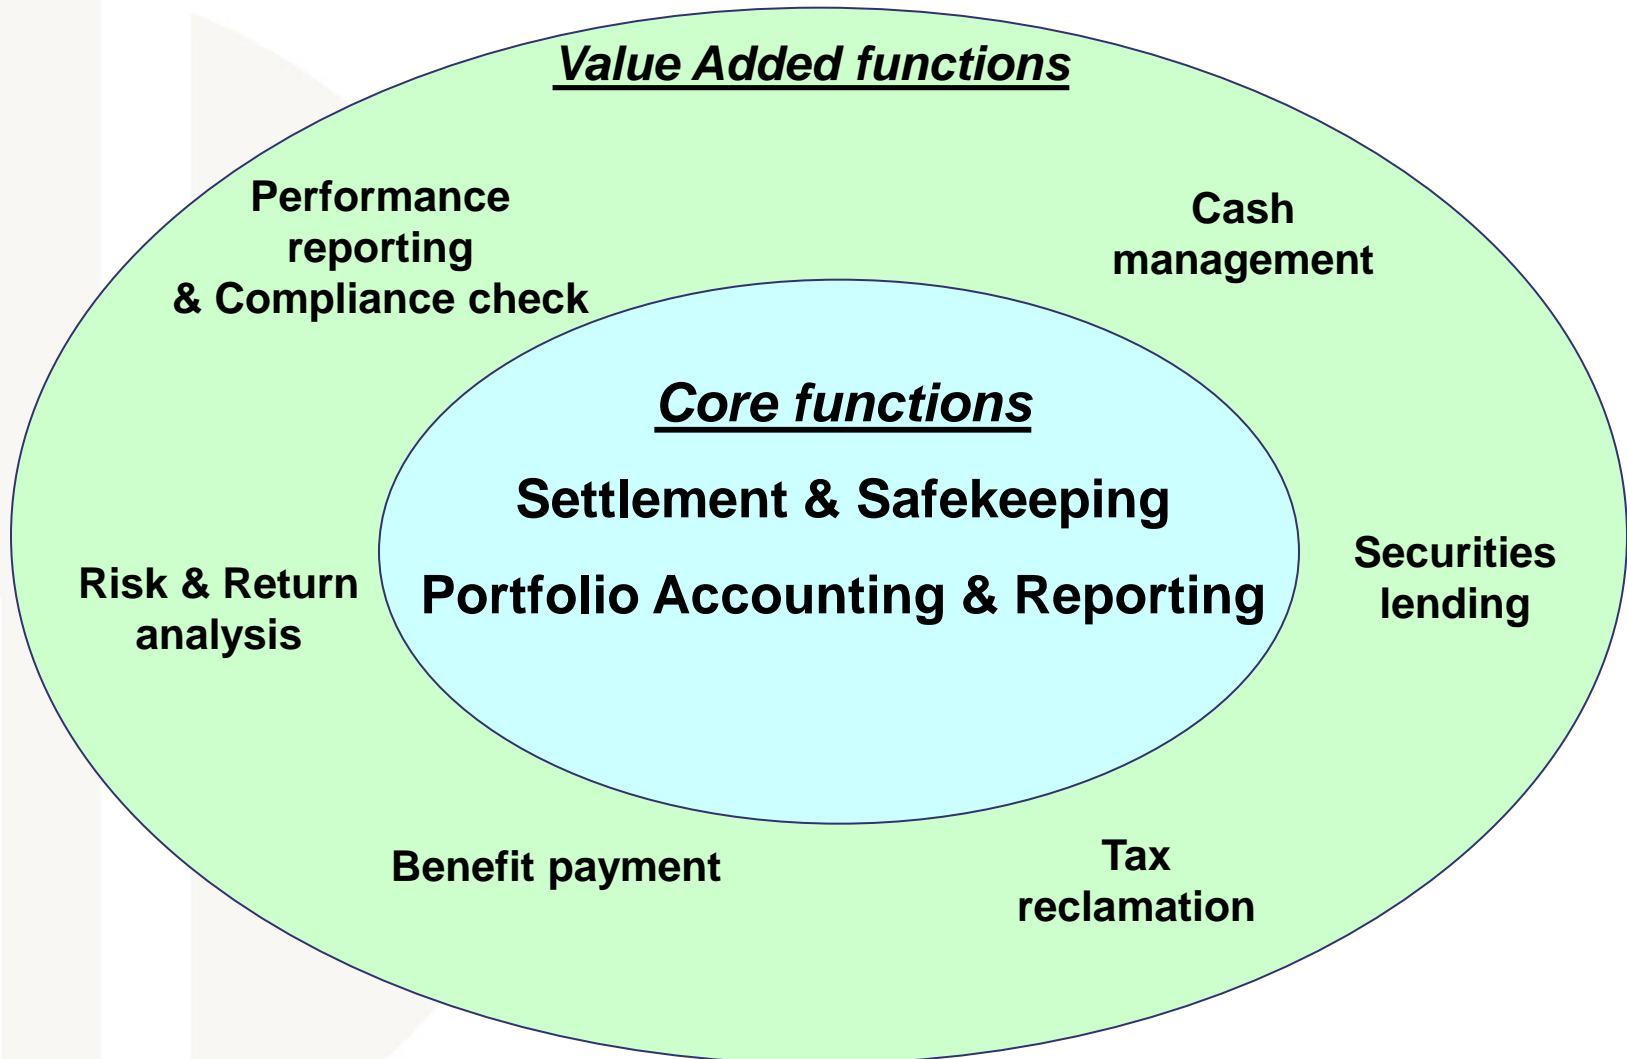 Value Added functions
Performance
reporting
& Compliance check
Cash
management
Core functions
Settlement & Safekeeping
Portfolio Accounting & Reporting
Risk & Return
analysis
Securities
lending
Benefit payment
Tax
reclamation